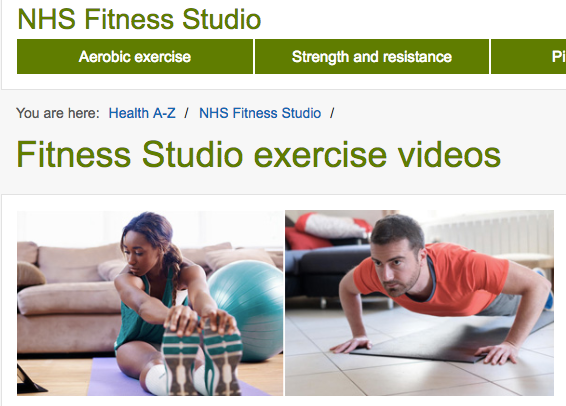 NHS Fitness Studio
Aerobic exercise
Strength and resistance
Pi
You are here: Health A-Z / NHS Fitness Studio /
Fitness Studio exercise videos